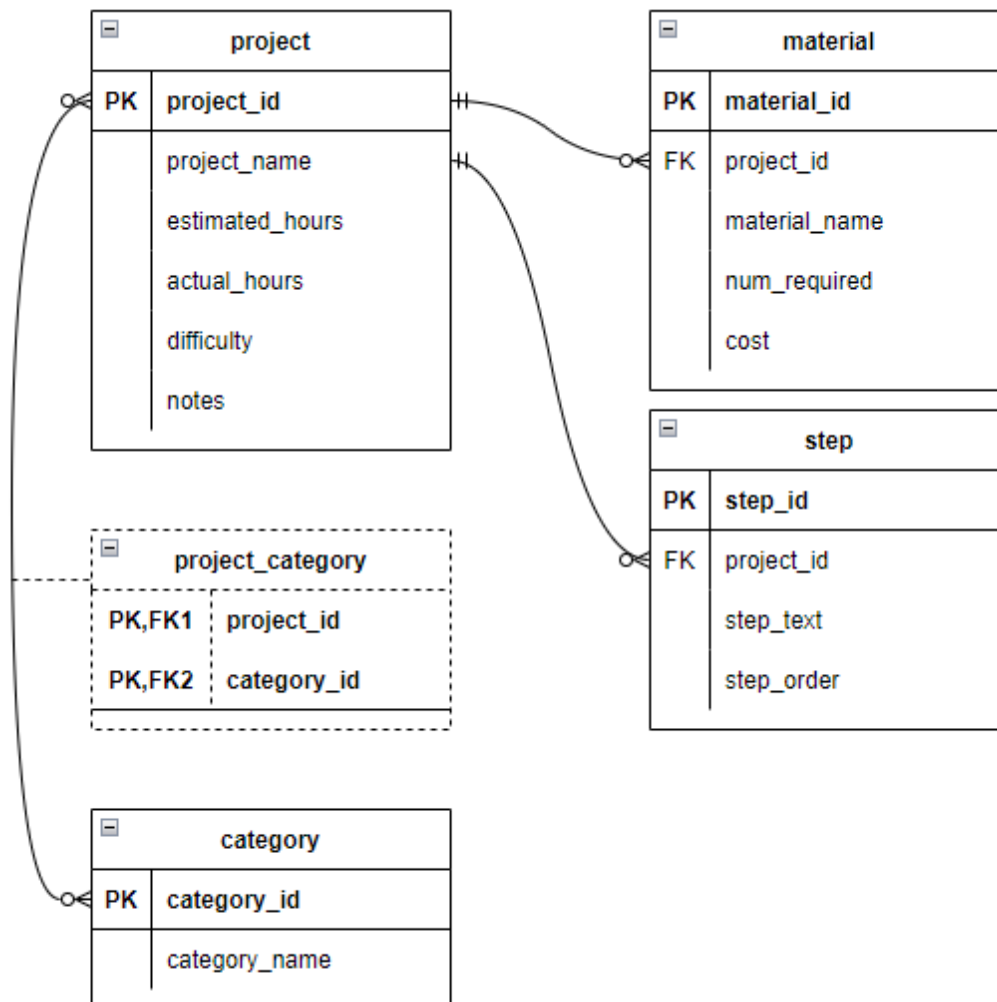 project
PK project_id
project_name
estimated_hours
actual_hours
difficulty
notes
material
PK material_id
FK project_id
material_name
num_required
cost
step
PK step_id
FK project_id
step_text
step_order
project_category
PK,FK1 project_id
PK,FK2 category_id
category
PK category_id
category_name